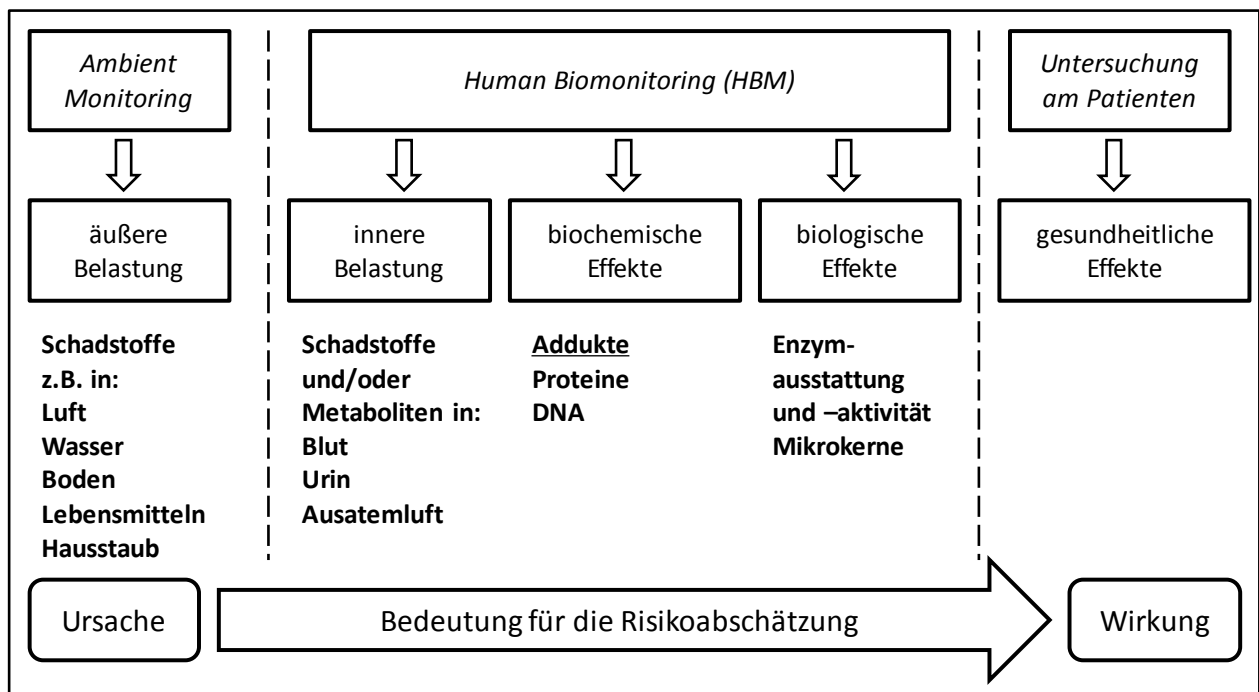 Ambient
Monitoring
Human Biomonitoring (HBM)
Untersuchung
am Patienten
äußere
Belastung
innere
Belastung
biochemische
Effekte
biologische
Effekte
gesundheitliche
Effekte
Schadstoffe
z.B. in:
Luft
Wasser
Boden
Lebensmitteln
Hausstaub
Schadstoffe
und/oder
Metaboliten in:
Blut
Urin
Ausatemluft
Addukte
Proteine
DNA
Enzym-
ausstattung
und –aktivität
Mikrokerne
Ursache
Bedeutung für die Risikoabschätzung
Wirkung